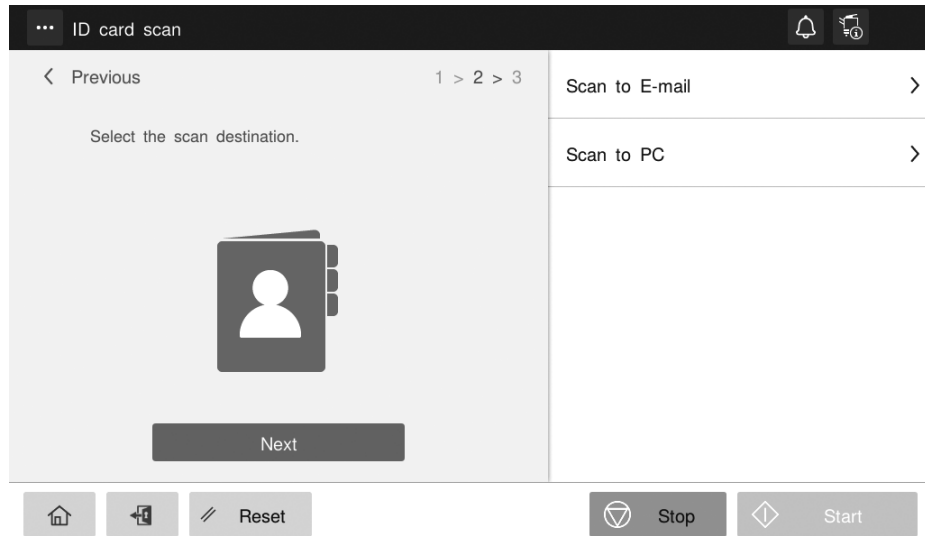 ID card scan
Previous
1 > 2 > 3
Select the scan destination.
Next
Scan to E-mail
Scan to PC
Reset
Stop
Start